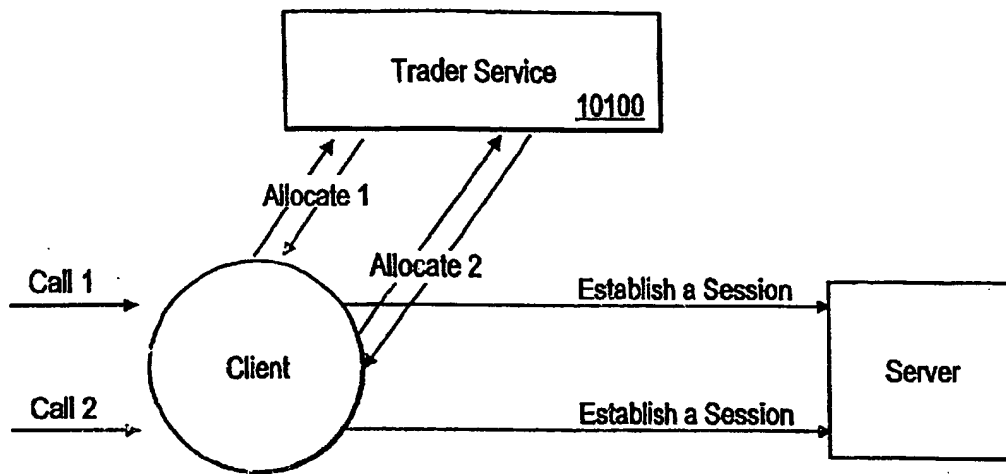 Trader Service
10100
Allocate 1
Allocate 2
Call 1
Establish a Session
Client
Server
Call 2
Establish a Session